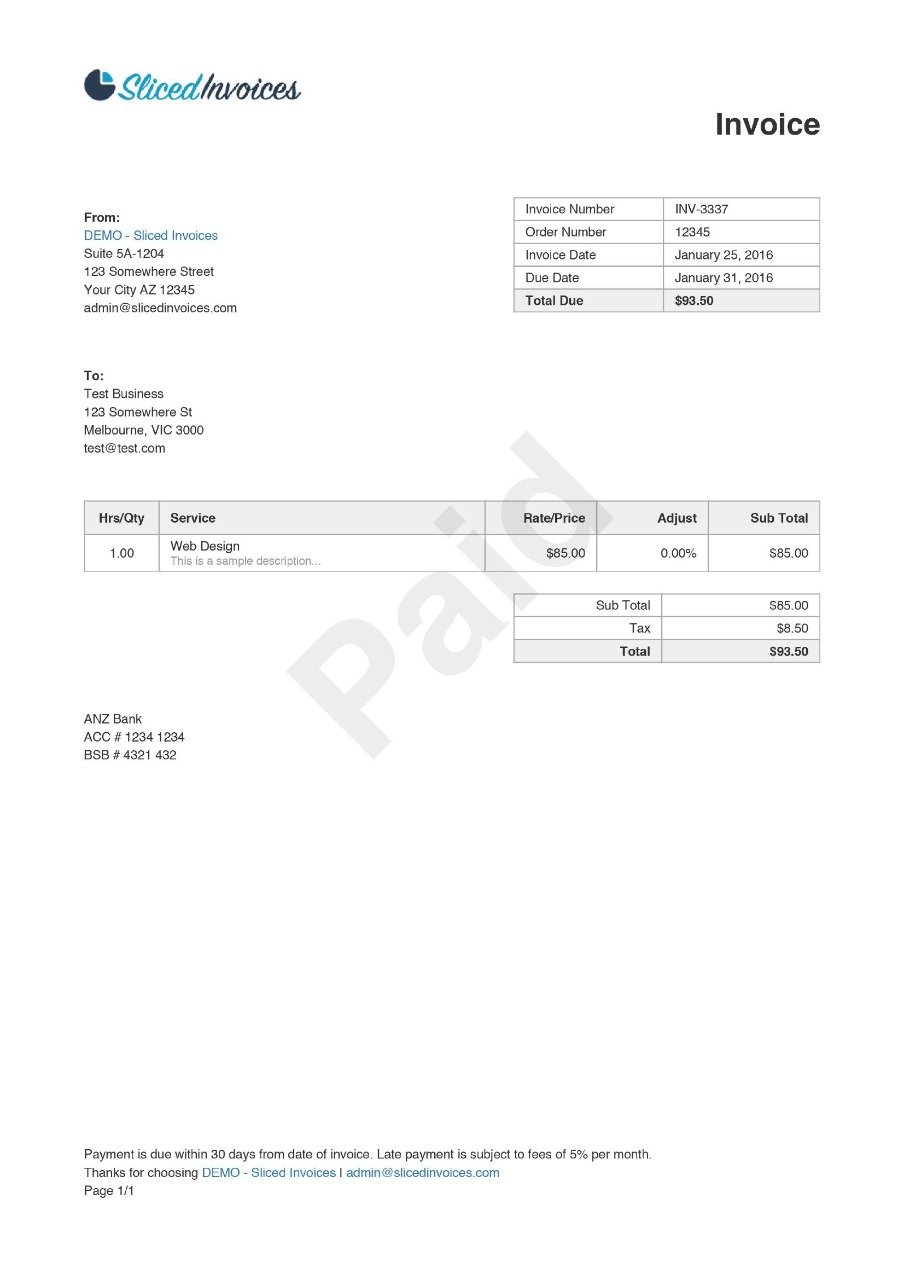 SlicedInvoices
Invoice
From:
DEMO - Sliced Invoices
Suite 5A-1204
123 Somewhere Street
Your City AZ 12345
admin@slicedinvoices.com
Invoice Number INV-3337
Order Number 12345
Invoice Date January 25, 2016
Due Date January 31, 2016
Total Due $93.50
To:
Test Business
123 Somewhere St
Melbourne, VIC 3000
test@test.com
Paid
Hrs/Qty Service Rate/Price Adjust Sub Total
1.00 Web Design $85.00 0.00% $85.00
This is a sample description...
Sub Total $85.00
Tax $8.50
Total $93.50
ANZ Bank
ACC # 1234 1234
BSB # 4321 432
Payment is due within 30 days from date of invoice. Late payment is subject to fees of 5% per month.
Thanks for choosing DEMO - Sliced Invoices | admin@slicedinvoices.com
Page 1/1